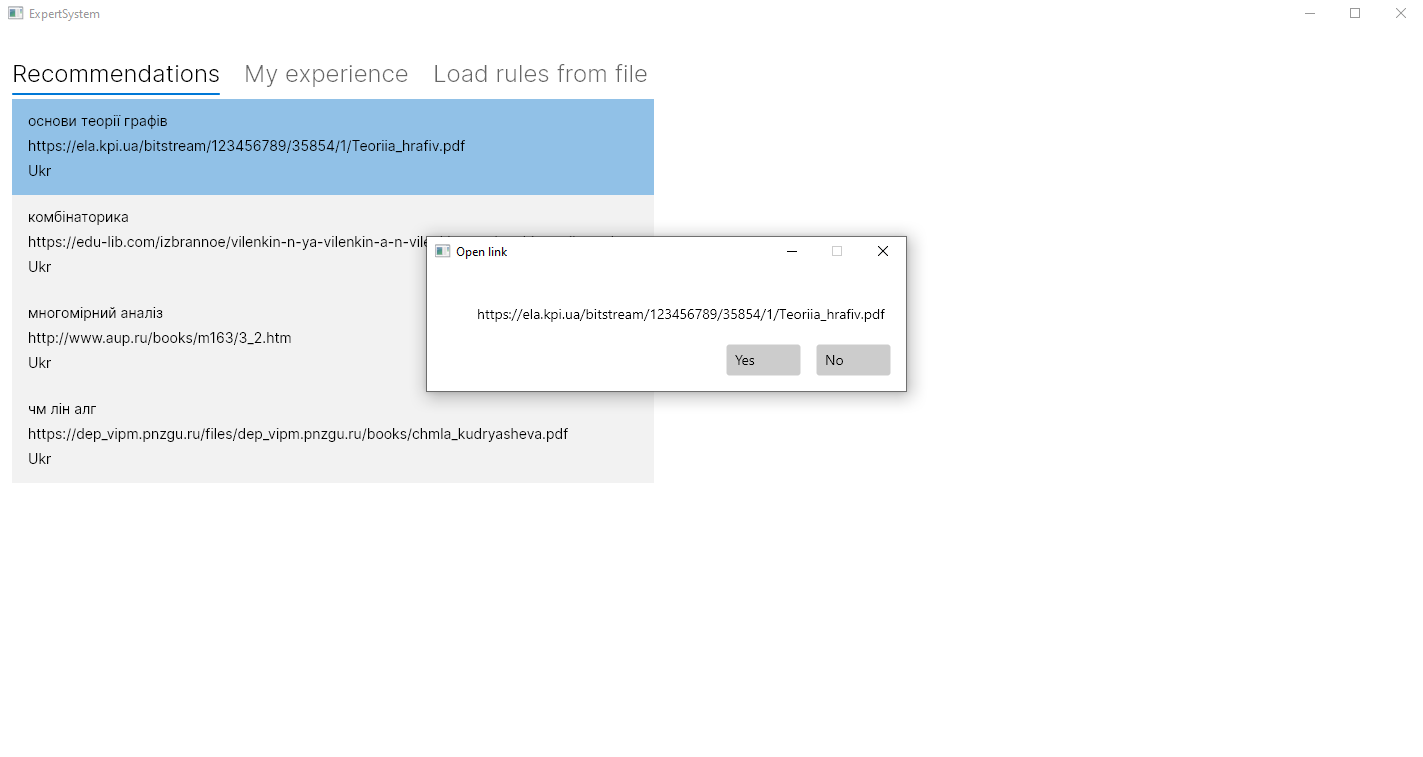 ExpertSystem
Recommendations My experience Load rules from file
основи теорії графів
https://ela.kpi.ua/bitstream/123456789/35854/1/Teoriia_hrafiv.pdf
Ukr
комбінаторика
https://edu-lib.com/izbrannoe/vilenkin-n-ya-vilenkin-a-n-vile
Ukr
многомірний аналіз
http://www.aup.ru/books/m163/3_2.htm
Ukr
чм лін алг
https://dep_vipm.pnzgu.ru/files/dep_vipm.pnzgu.ru/books/chmla_kudryasheva.pdf
Ukr
Open link
https://ela.kpi.ua/bitstream/123456789/35854/1/Teoriia_hrafiv.pdf
Yes No